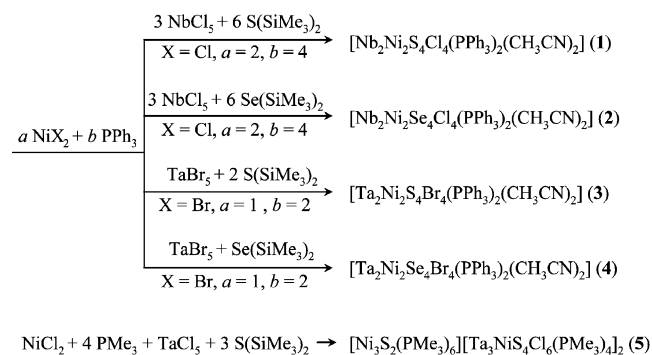 3 NbCl₅ + 6 S(SiMe₃)₂
X = Cl, a = 2, b = 4
[Nb₂Ni₂S₄Cl₄(PPh₃)₂(CH₃CN)₂] (1)
3 NbCl₅ + 6 Se(SiMe₃)₂
X = Cl, a = 2, b = 4
[Nb₂Ni₂Se₄Cl₄(PPh₃)₂(CH₃CN)₂] (2)
a NiX₂ + b PPh₃
TaBr₅ + 2 S(SiMe₃)₂
X = Br, a = 1 , b = 2
[Ta₂Ni₂S₄Br₄(PPh₃)₂(CH₃CN)₂] (3)
TaBr₅ + Se(SiMe₃)₂
X = Br, a = 1, b = 2
[Ta₂Ni₂Se₄Br₄(PPh₃)₂(CH₃CN)₂] (4)
NiCl₂ + 4 PMe₃ + TaCl₅ + 3 S(SiMe₃)₂ → [Ni₃S₂(PMe₃)₆][Ta₃NiS₄Cl₆(PMe₃)₄]₂ (5)